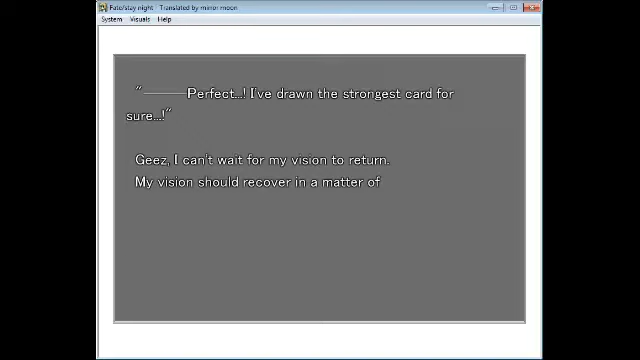 Fate/stay night - Translated by mirror moon
System Visuals Help
"―――Perfect...! I've drawn the strongest card for
sure...!"
Geez, I can't wait for my vision to return.
My vision should recover in a matter of